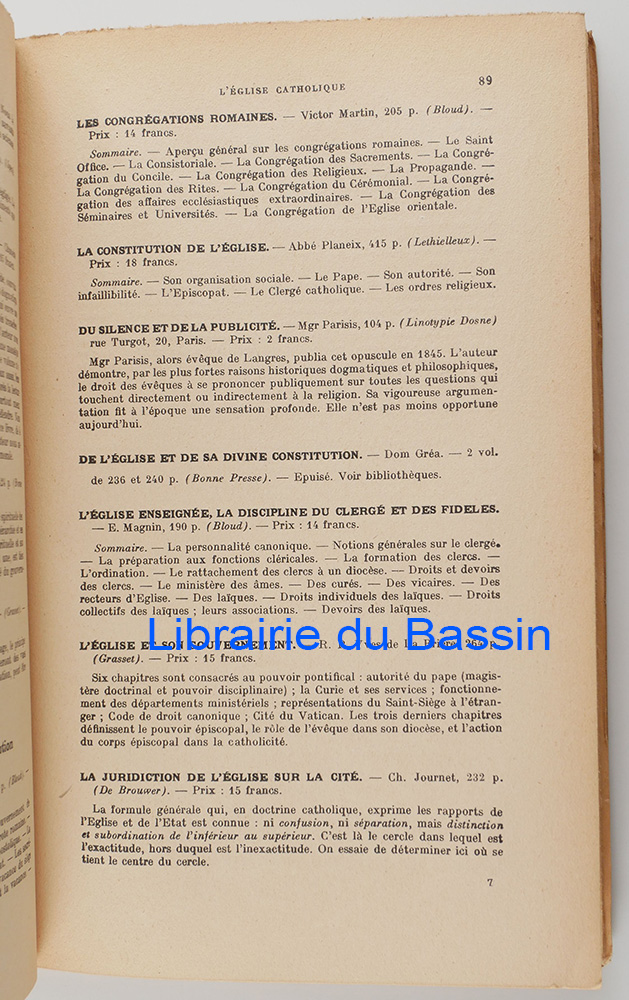 L'ÉGLISE CATHOLIQUE 89
LES CONGRÉGATIONS ROMAINES. — Victor Martin, 205 p. (Bloud). —
Prix : 14 francs.
Sommaire. — Aperçu général sur les congrégations romaines. — Le Saint
Office. — La Consistoriale. — La Congrégation des Sacrements. — La Congré-
gation du Concile. — La Congrégation des Religieux. — La Propagande. —
La Congrégation des Rites. — La Congrégation du Cérémonial. — La Congré-
gation des affaires ecclésiastiques extraordinaires. — La Congrégation des
Séminaires et Universités. — La Congrégation de l'Eglise orientale.
LA CONSTITUTION DE L'ÉGLISE. — Abbé Planeix, 415 p. (Lethielleux). —
Prix : 18 francs.
Sommaire. — Son organisation sociale. — Le Pape. — Son autorité. — Son
infaillibilité. — L'Episcopat. — Le Clergé catholique. — Les ordres religieux.
DU SILENCE ET DE LA PUBLICITÉ. — Mgr Parisis, 104 p. (Linotypie Dosne)
rue Turgot, 20, Paris. — Prix : 2 francs.
Mgr Parisis, alors évêque de Langres, publia cet opuscule en 1845. L'auteur
démontre, par les plus fortes raisons historiques dogmatiques et philosophiques,
le droit des évêques à se prononcer publiquement sur toutes les questions qui
touchent directement ou indirectement à la religion. Sa vigoureuse argumen-
tation fit à l'époque une sensation profonde. Elle n'est pas moins opportune
aujourd'hui.
DE L'ÉGLISE ET DE SA DIVINE CONSTITUTION. — Dom Gréa. — 2 vol.
de 236 et 240 p. (Bonne Presse). — Epuisé. Voir bibliothèques.
L'ÉGLISE ENSEIGNÉE, LA DISCIPLINE DU CLERGÉ ET DES FIDELES.
— E. Magnin, 190 p. (Bloud). — Prix : 14 francs.
Sommaire. — La personnalité canonique. — Notions générales sur le clergé.
— La préparation aux fonctions cléricales. — La formation des clercs. —
L'ordination. — Le rattachement des clercs à un diocèse. — Droits et devoirs
des clercs. — Le ministère des âmes. — Des curés. — Des vicaires. — Des
recteurs d'Eglise. — Des laïques. — Droits individuels des laïques. — Droits
collectifs des laïques ; leurs associations. — Devoirs des laïques.
Librairie du Bassin
L'ÉGLISE ET SON GOUVERNEMENT. — R. P. Yves de la Brière, 264 p.
(Grasset). — Prix : 15 francs.
Six chapitres sont consacrés au pouvoir pontifical : autorité du pape (magis-
tère doctrinal et pouvoir disciplinaire) ; la Curie et ses services ; fonctionne-
ment des départements ministériels ; représentations du Saint-Siège à l'étran-
ger ; Code de droit canonique ; Cité du Vatican. Les trois derniers chapitres
définissent le pouvoir épiscopal, le rôle de l'évêque dans son diocèse, et l'action
du corps épiscopal dans la catholicité.
LA JURIDICTION DE L'ÉGLISE SUR LA CITÉ. — Ch. Journet, 232 p.
(De Brouwer). — Prix : 15 francs.
La formule générale qui, en doctrine catholique, exprime les rapports de
l'Eglise et de l'Etat est connue : ni confusion, ni séparation, mais distinction
et subordination de l'inférieur au supérieur. C'est là le cercle dans lequel est
l'exactitude, hors duquel est l'inexactitude. On essaie de déterminer ici où se
tient le centre du cercle.
7